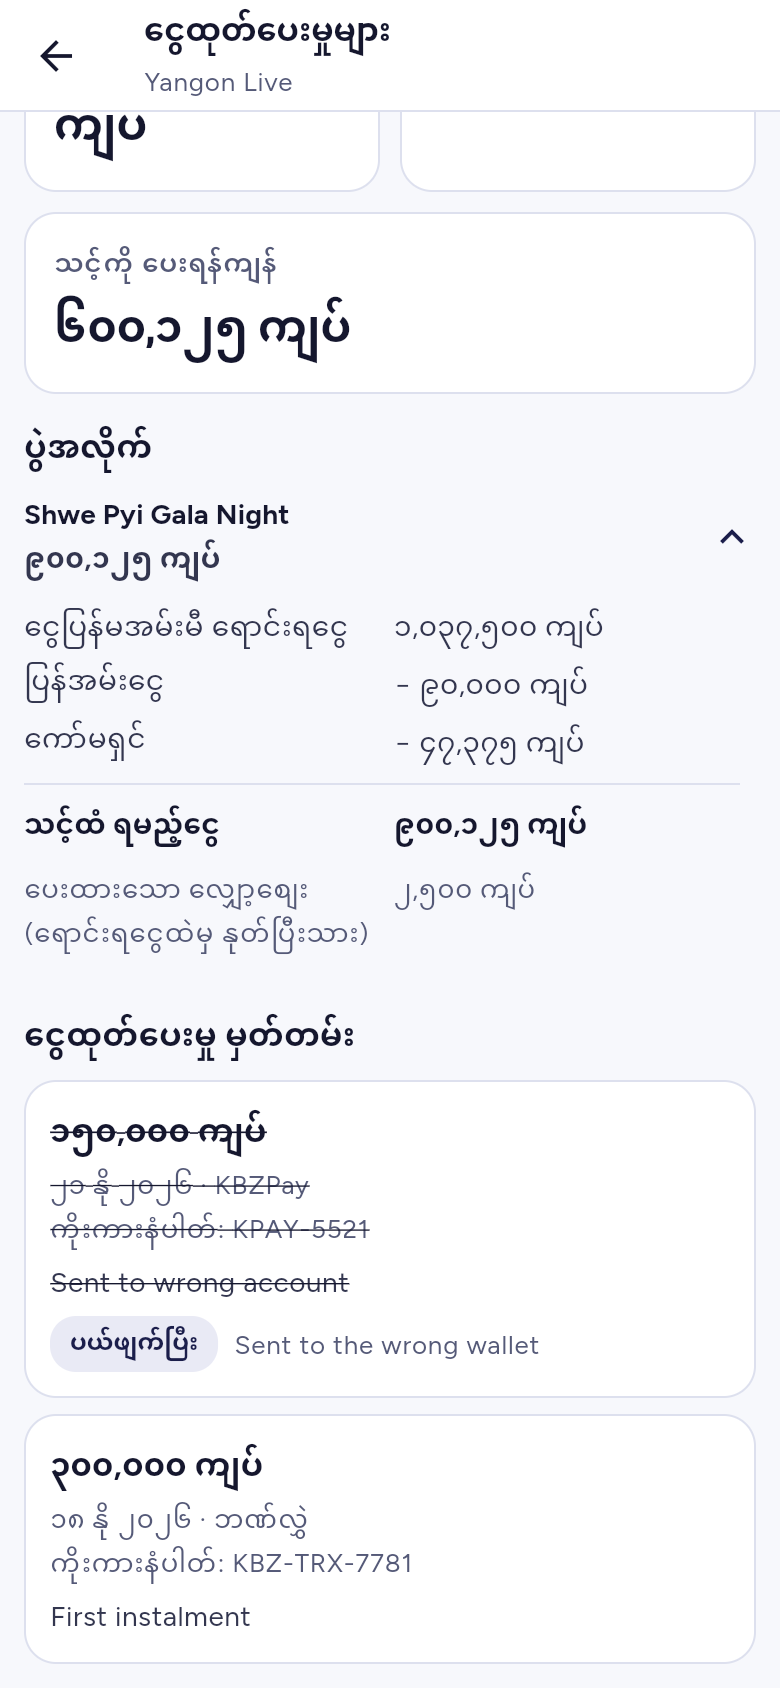 ငွေထုတ်ပေးမှုများ
Yangon Live
ကျပ်
သင့်ကို ပေးရန်ကျန်
၆၀၀,၁၂၅ ကျပ်
ပွဲအလိုက်
Shwe Pyi Gala Night
၉၀၀,၁၂၅ ကျပ်
ငွေပြန်မအမ်းမီ ရောင်းရငွေ ၁,၀၃၇,၅၀၀ ကျပ်
ပြန်အမ်းငွေ − ၉၀,၀၀၀ ကျပ်
ကော်မရှင် − ၄၇,၃၇၅ ကျပ်
သင့်ထံ ရမည့်ငွေ ၉၀၀,၁၂၅ ကျပ်
ပေးထားသော လျှော့ဈေး ၂,၅၀၀ ကျပ်
(ရောင်းရငွေထဲမှ နုတ်ပြီးသား)
ငွေထုတ်ပေးမှု မှတ်တမ်း
၁၅၀,၀၀၀ ကျပ်
၂၁ နို ၂၀၂၆ · KBZPay
ကိုးကားနံပါတ်: KPAY-5521
Sent to wrong account
ပယ်ဖျက်ပြီး Sent to the wrong wallet
၃၀၀,၀၀၀ ကျပ်
၁၈ နို ၂၀၂၆ · ဘဏ်လွှဲ
ကိုးကားနံပါတ်: KBZ-TRX-7781
First instalment